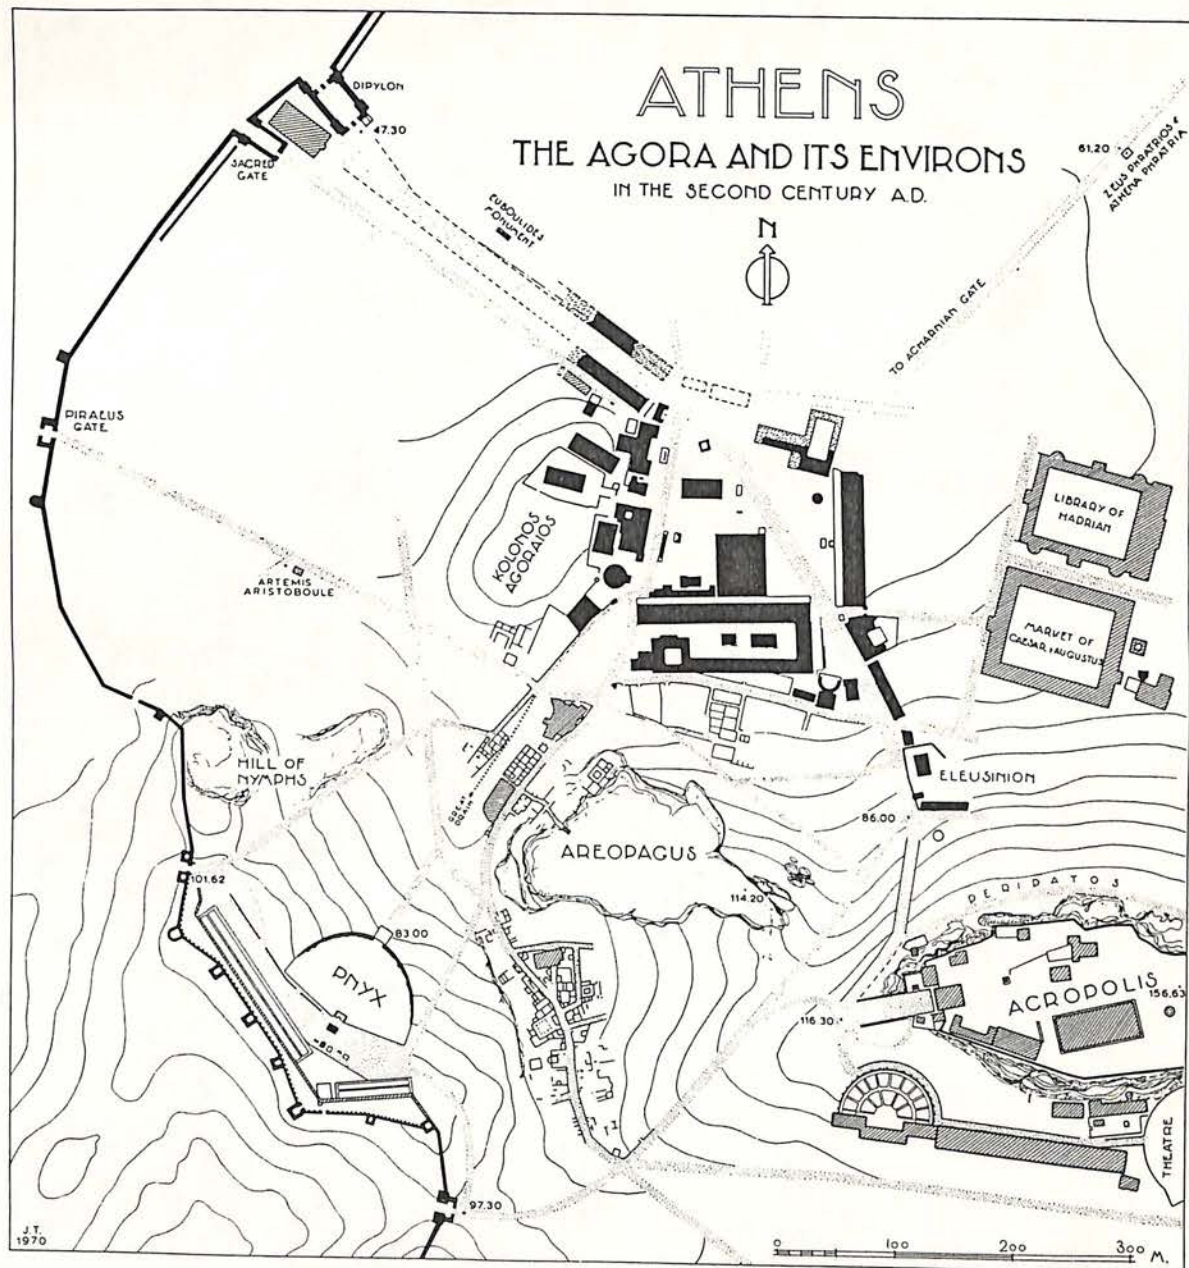 ATHENS
THE AGORA AND ITS ENVIRONS
IN THE SECOND CENTURY A.D.
N
DIPYLON
47.30
SACRED
GATE
EUBOULIDES
MONUMENT
61,20
ZEUS PHRATRIOS &
ATHENA PHRATRIA
TO ACHARNIAN GATE
PIRAEUS
GATE
KOLONOS
AGORAIOS
LIBRARY OF
HADRIAN
ARTEMIS
ARISTOBOULE
MARKET OF
CAESAR & AUGUSTUS
HILL OF
NYMPHS
GREAT
DRAIN
ELEUSINION
86.00
AREOPAGUS
114.20
101.62
PERIPATOS
83.00
PNYX
ACROPOLIS
156,63
116.30
THEATRE
97.30
J.T.
1970
0 100 200 300 M.